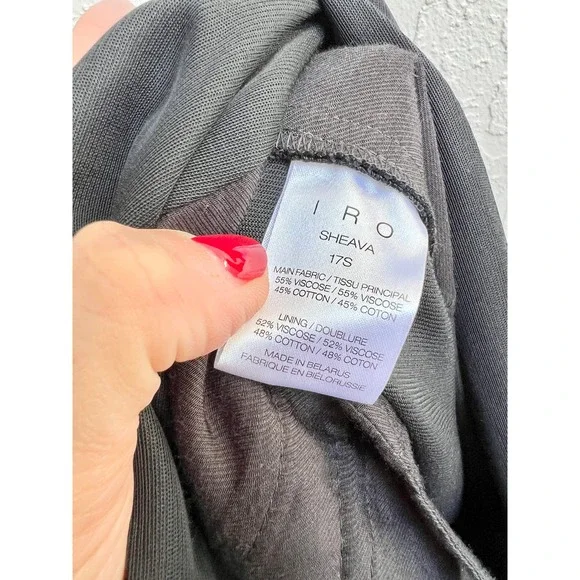 IRO
SHEAVA
17S
MAIN FABRIC / TISSU PRINCIPAL
55% VISCOSE / 55% VISCOSE
45% COTTON / 45% COTON
LINING / DOUBLURE
52% VISCOSE / 52% VISCOSE
48% COTTON / 48% COTON
MADE IN BELARUS
FABRIQUE EN BIÉLORUSSIE